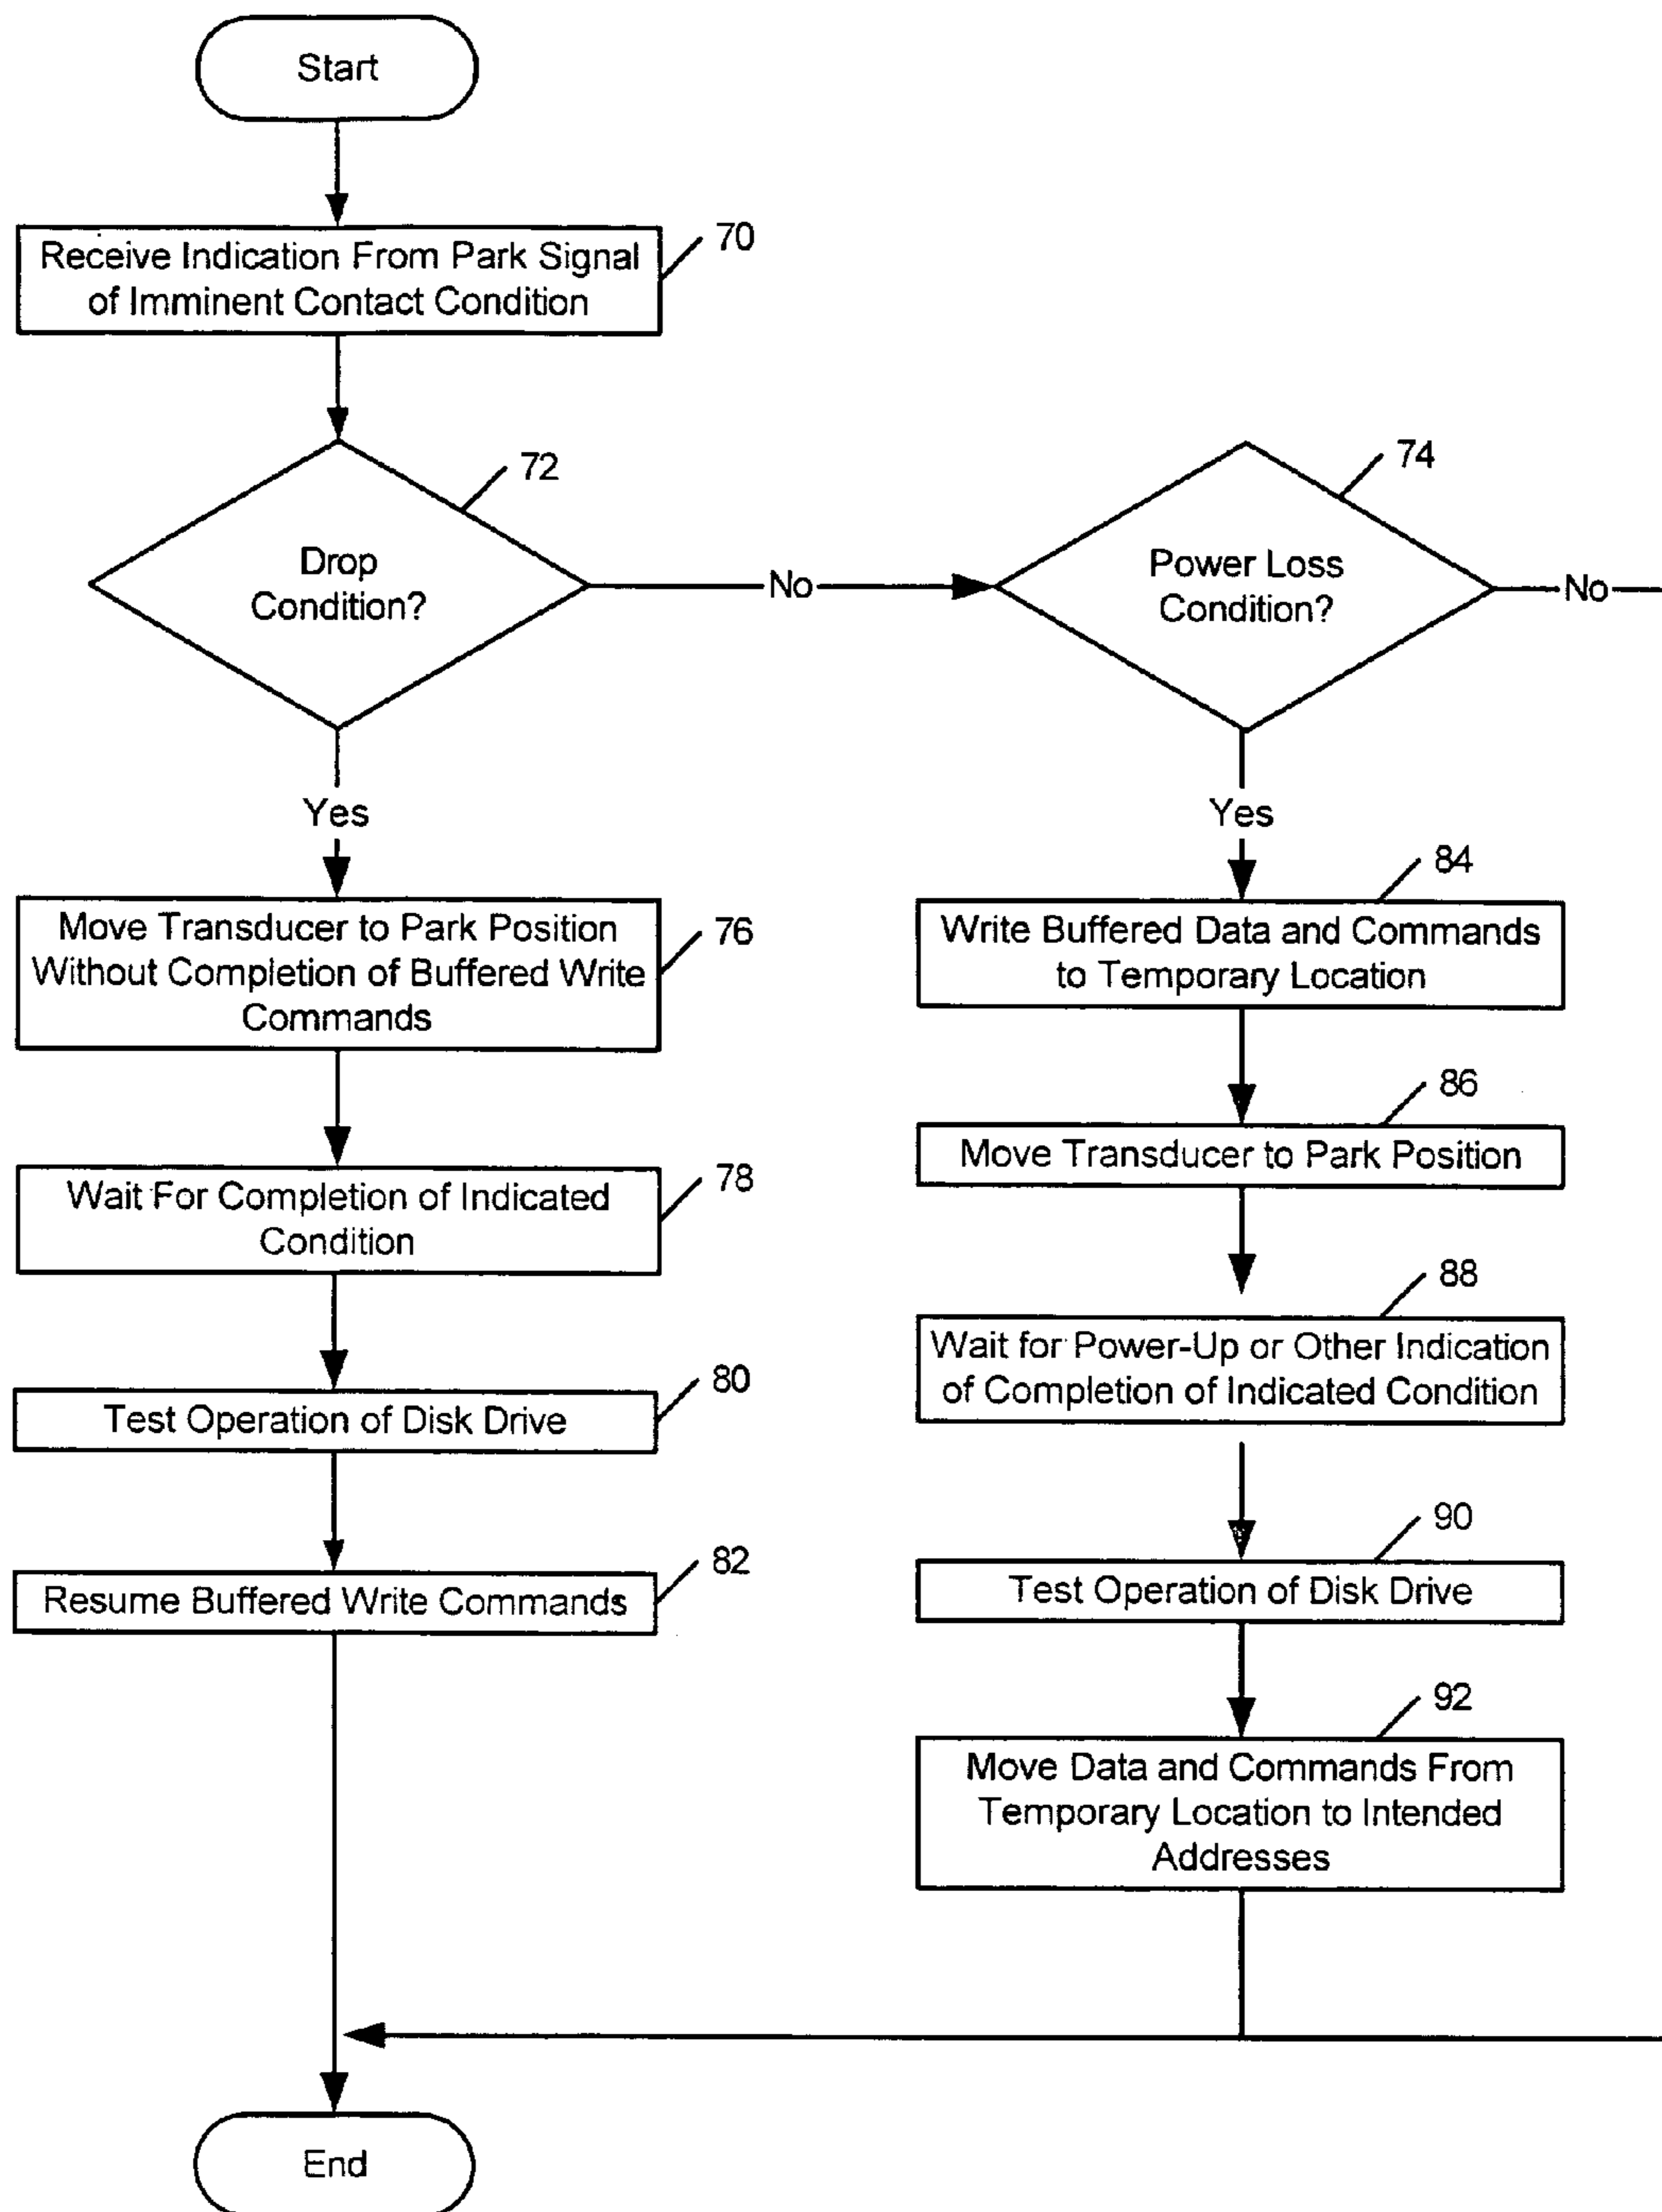 Start
Receive Indication From Park Signal
of Imminent Contact Condition
70
72
Drop
Condition?
No
74
Power Loss
Condition?
No
Yes
Yes
Move Transducer to Park Position
Without Completion of Buffered Write
Commands
76
84
Write Buffered Data and Commands
to Temporary Location
86
Move Transducer to Park Position
Wait For Completion of Indicated
Condition
78
88
Wait for Power-Up or Other Indication
of Completion of Indicated Condition
Test Operation of Disk Drive
80
90
Test Operation of Disk Drive
Resume Buffered Write Commands
82
92
Move Data and Commands From
Temporary Location to Intended
Addresses
End